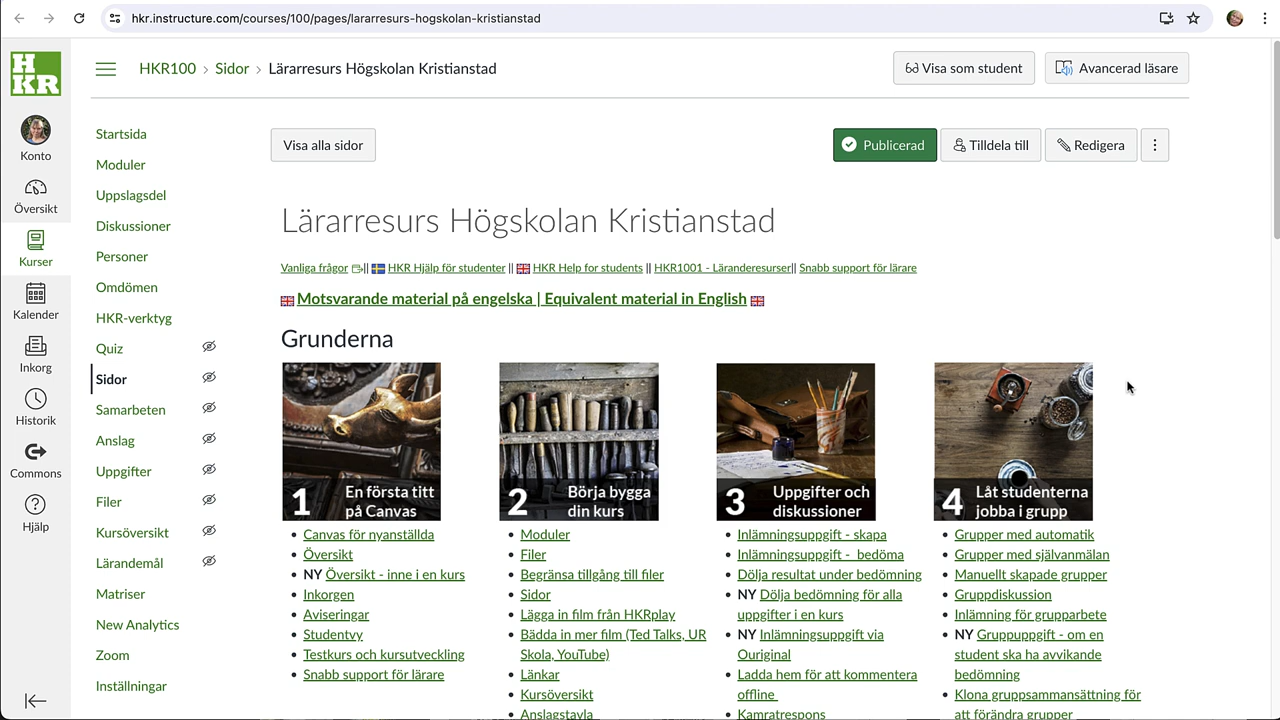 hkr.instructure.com/courses/100/pages/lararresurs-hogskolan-kristianstad
HKR
HKR100 › Sidor › Lärarresurs Högskolan Kristianstad
Visa som student
Avancerad läsare
Konto
Översikt
Kurser
Kalender
Inkorg
Historik
Commons
Hjälp
Startsida
Moduler
Uppslagsdel
Diskussioner
Personer
Omdömen
HKR-verktyg
Quiz
Sidor
Samarbeten
Anslag
Uppgifter
Filer
Kursöversikt
Lärandemål
Matriser
New Analytics
Zoom
Inställningar
Visa alla sidor
Publicerad
Tilldela till
Redigera
Lärarresurs Högskolan Kristianstad
Vanliga frågor || HKR Hjälp för studenter || HKR Help for students || HKR1001 - Läranderesurser|| Snabb support för lärare
Motsvarande material på engelska | Equivalent material in English
Grunderna
1 En första titt
på Canvas
• Canvas för nyanställda
• Översikt
• NY Översikt - inne i en kurs
• Inkorgen
• Aviseringar
• Studentvy
• Testkurs och kursutveckling
• Snabb support för lärare
2 Börja bygga
din kurs
• Moduler
• Filer
• Begränsa tillgång till filer
• Sidor
• Lägga in film från HKRplay
• Bädda in mer film (Ted Talks, UR
Skola, YouTube)
• Länkar
• Kursöversikt
• Anslagstavla
3 Uppgifter och
diskussioner
• Inlämningsuppgift - skapa
• Inlämningsuppgift - bedöma
• Dölja resultat under bedömning
• NY Dölja bedömning för alla
uppgifter i en kurs
• NY Inlämningsuppgift via
Ouriginal
• Ladda hem för att kommentera
offline
• Kamratrespons
4 Låt studenterna
jobba i grupp
• Grupper med automatik
• Grupper med självanmälan
• Manuellt skapade grupper
• Gruppdiskussion
• Inlämning för grupparbete
• NY Gruppuppgift - om en
student ska ha avvikande
bedömning
• Klona gruppsammansättning för
att förändra grupper